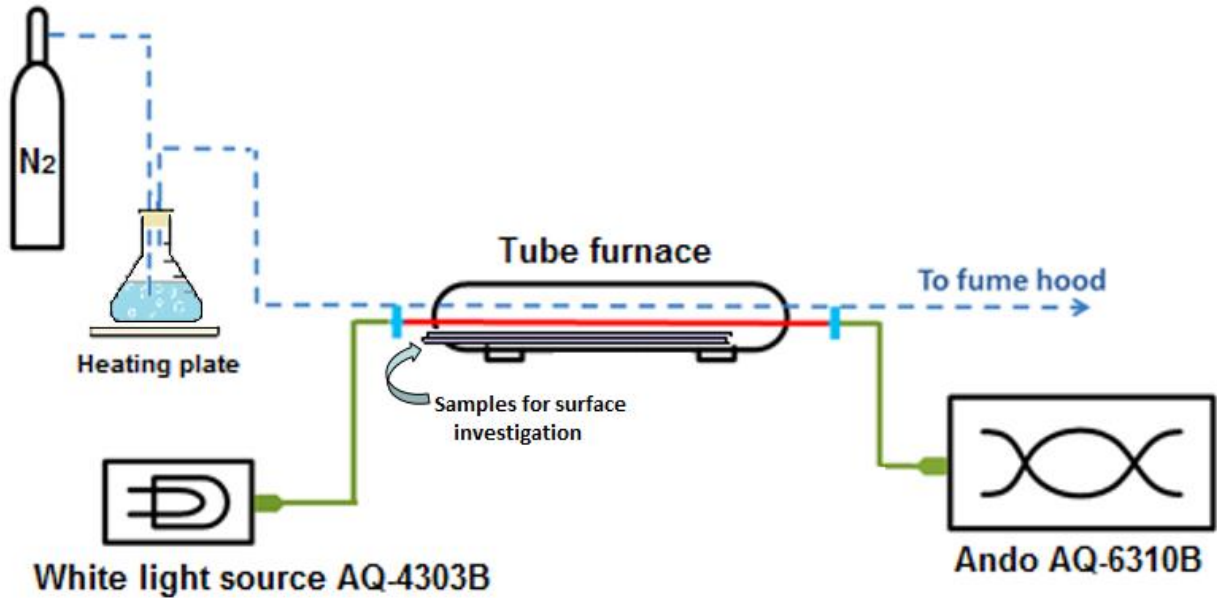 N2
Tube furnace
To fume hood
Heating plate
Samples for surface
investigation
White light source AQ-4303B
Ando AQ-6310B